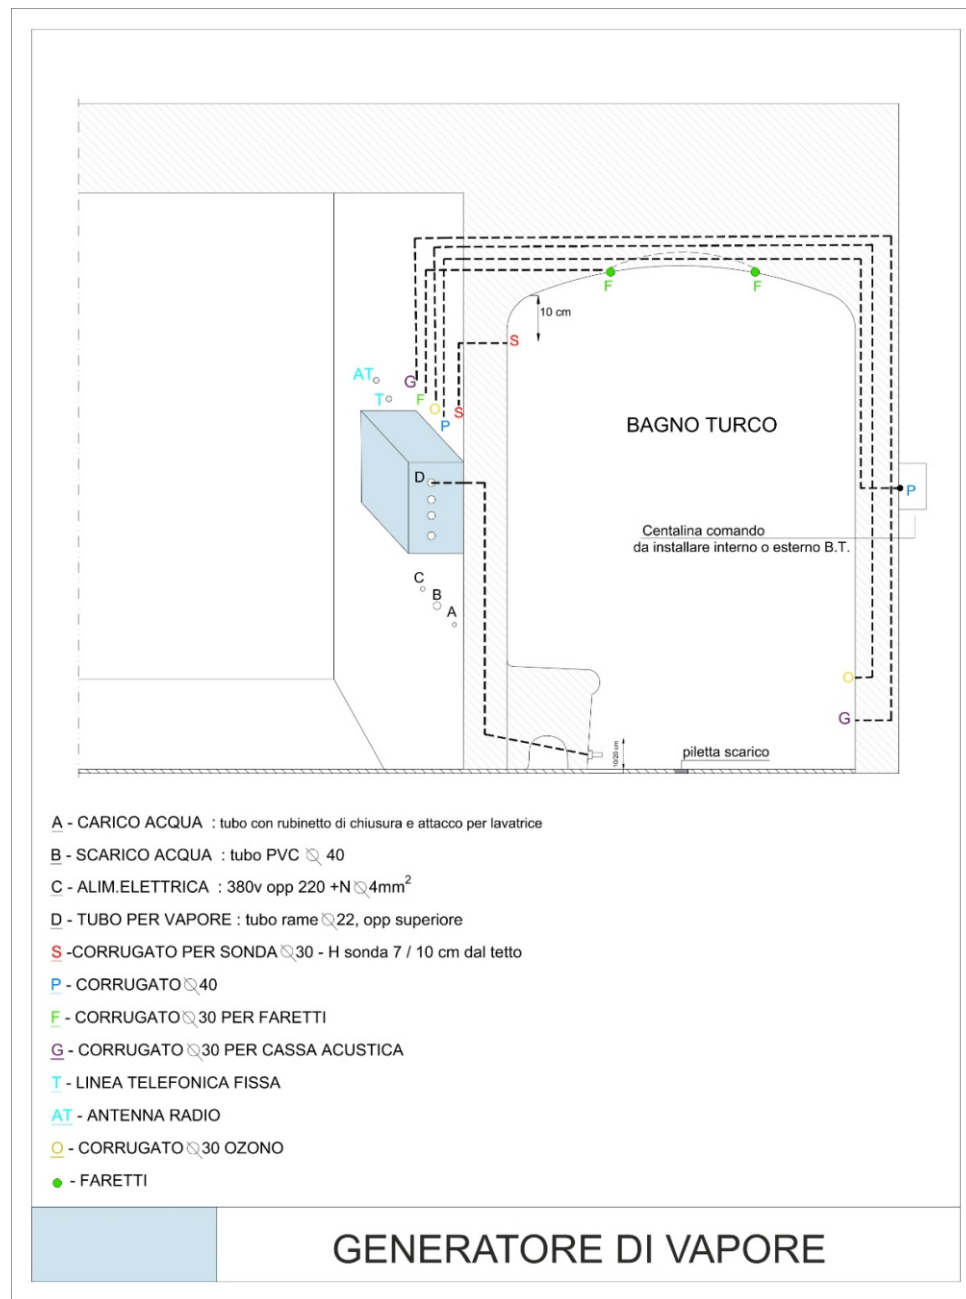 F
F
10 cm
S
AT
G
T
F
O
S
P
BAGNO TURCO
D
P
Centalina comando
da installare interno o esterno B.T.
C
B
A
O
G
10/20 cm
piletta scarico
A - CARICO ACQUA : tubo con rubinetto di chiusura e attacco per lavatrice
B - SCARICO ACQUA : tubo PVC ∅ 40
C - ALIM.ELETTRICA : 380v opp 220 +N ∅4mm²
D - TUBO PER VAPORE : tubo rame ∅22, opp superiore
S -CORRUGATO PER SONDA ∅30 - H sonda 7 / 10 cm dal tetto
P - CORRUGATO ∅40
F - CORRUGATO ∅30 PER FARETTI
G - CORRUGATO ∅30 PER CASSA ACUSTICA
T - LINEA TELEFONICA FISSA
AT - ANTENNA RADIO
O - CORRUGATO ∅30 OZONO
- FARETTI
GENERATORE DI VAPORE